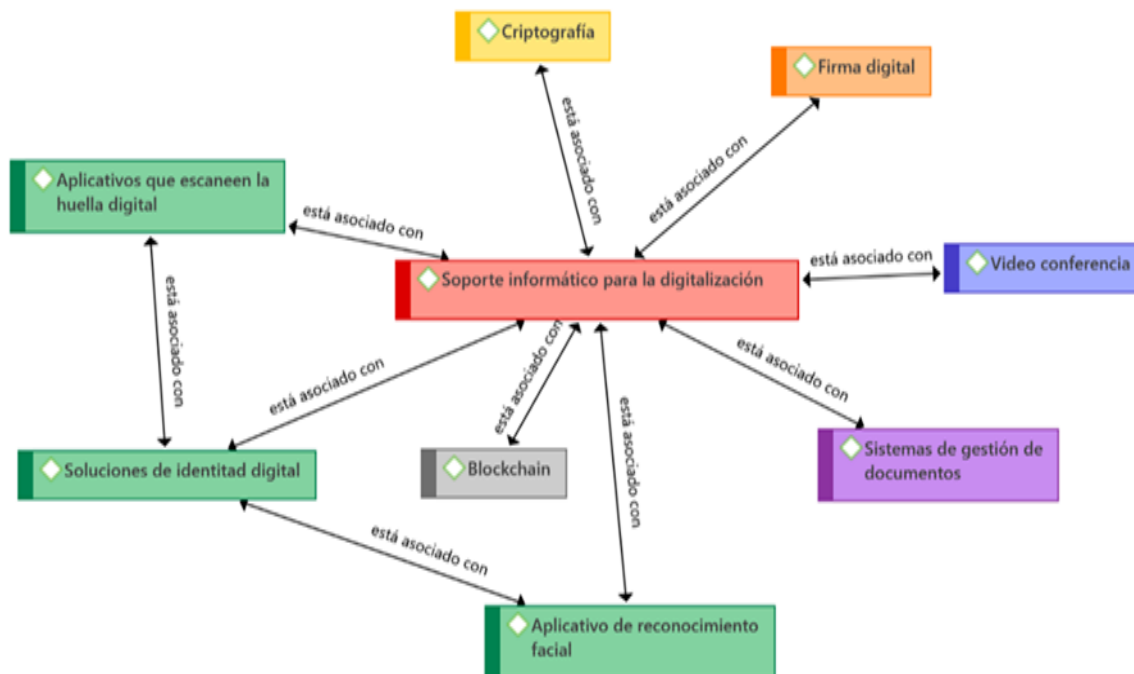 Criptografía
Firma digital
está asociado con
está asociado con
Aplicativos que escaneen la
huella digital
está asociado con
está asociado con
Video conferencia
Soporte informático para la digitalización
está asociado con
está asociado con
está asociado con
está asociado con
está asociado con
Soluciones de identidad digital
Blockchain
Sistemas de gestión de
documentos
está asociado con
Aplicativo de reconocimiento
facial